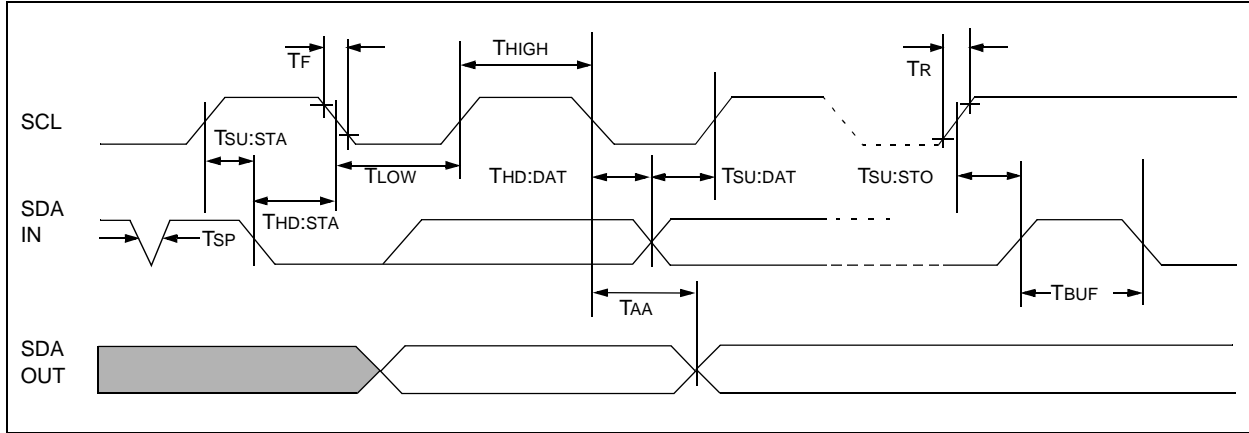 TF
THIGH
TR
SCL
TSU:STA
TLOW
THD:DAT
TSU:DAT
TSU:STO
SDA
IN
THD:STA
TSP
TBUF
TAA
SDA
OUT